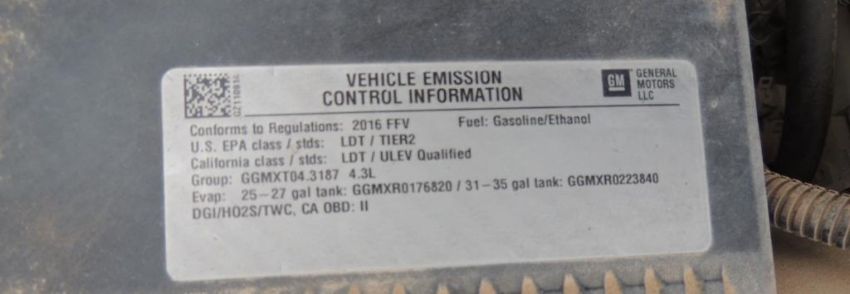 VEHICLE EMISSION
CONTROL INFORMATION
GM GENERAL
MOTORS
LLC
Conforms to Regulations: 2016 FFV Fuel: Gasoline/Ethanol
U.S. EPA class / stds: LDT / TIER2
California class / stds: LDT / ULEV Qualified
Group: GGMXT04.3187 4.3L
Evap: 25-27 gal tank: GGMXR0176820 / 31-35 gal tank: GGMXR0223840
DGI/HO2S/TWC, CA OBD: II